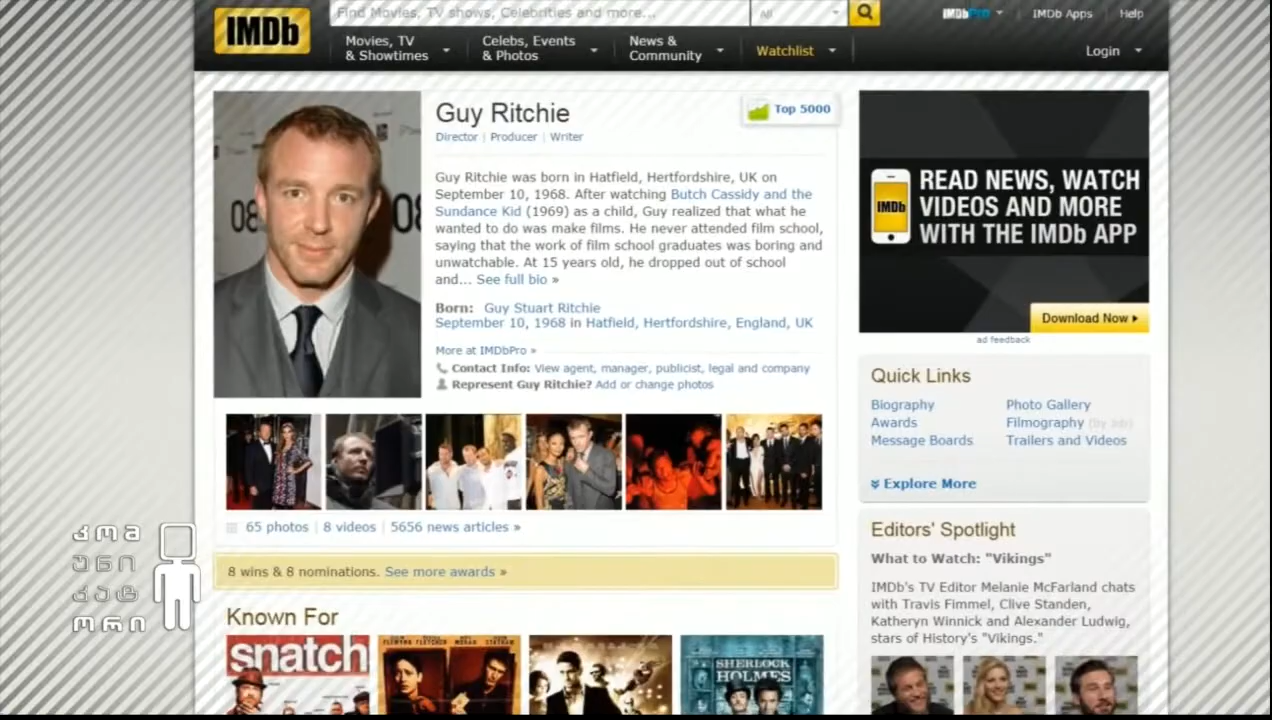 IMDb
Find Movies, TV shows, Celebrities and more...
All
IMDbPro
IMDb Apps
Help
Movies, TV
& Showtimes
Celebs, Events
& Photos
News &
Community
Watchlist
Login
Guy Ritchie
Top 5000
Director | Producer | Writer
Guy Ritchie was born in Hatfield, Hertfordshire, UK on
September 10, 1968. After watching Butch Cassidy and the
Sundance Kid (1969) as a child, Guy realized that what he
wanted to do was make films. He never attended film school,
saying that the work of film school graduates was boring and
unwatchable. At 15 years old, he dropped out of school
and... See full bio »
Born: Guy Stuart Ritchie
September 10, 1968 in Hatfield, Hertfordshire, England, UK
More at IMDbPro »
Contact Info: View agent, manager, publicist, legal and company
Represent Guy Ritchie? Add or change photos
65 photos | 8 videos | 5656 news articles »
8 wins & 8 nominations. See more awards »
Known For
snatch
SHERLOCK
HOLMES
READ NEWS, WATCH
VIDEOS AND MORE
WITH THE IMDb APP
IMDb
Download Now
ad feedback
Quick Links
Biography
Photo Gallery
Awards
Filmography (by Job)
Message Boards
Trailers and Videos
Explore More
Editors' Spotlight
What to Watch: "Vikings"
IMDb's TV Editor Melanie McFarland chats
with Travis Fimmel, Clive Standen,
Katheryn Winnick and Alexander Ludwig,
stars of History's "Vikings."
კომ
უნი
კატ
ორი